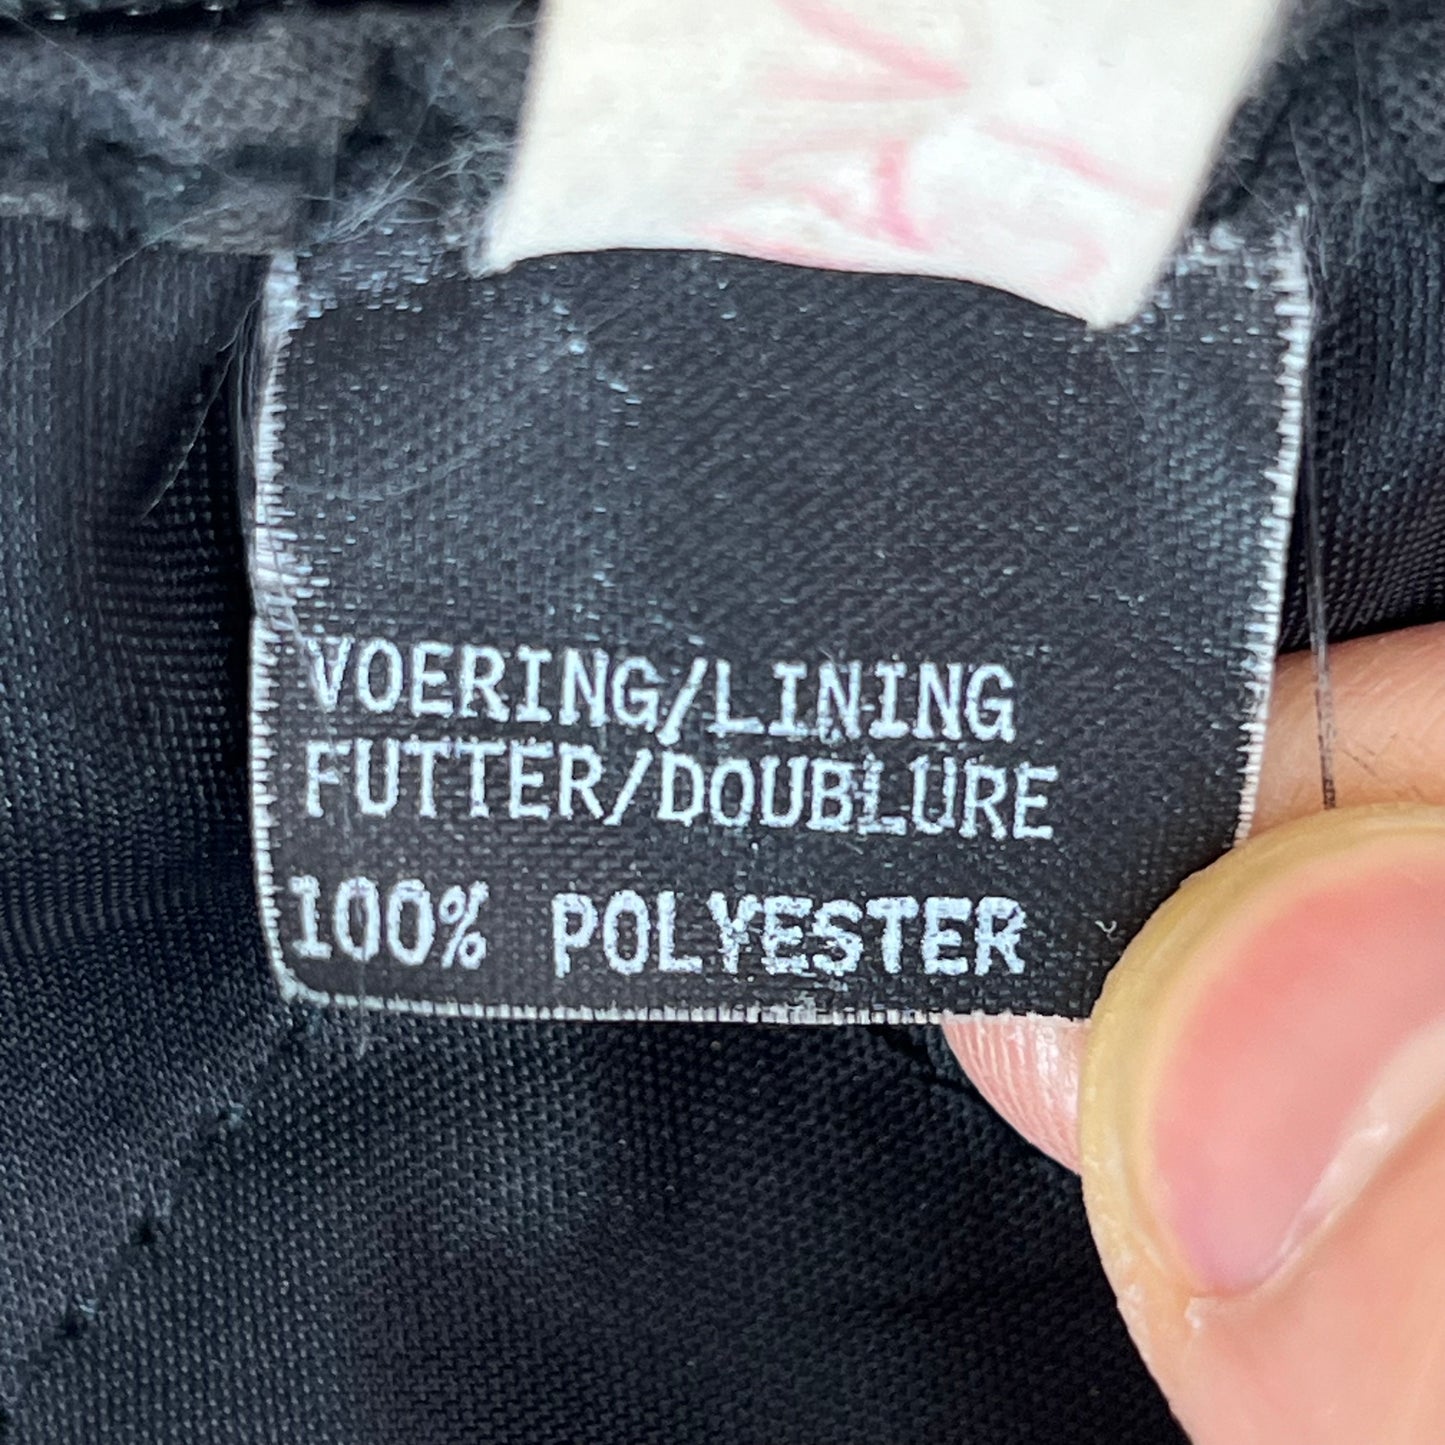 VOERING/LINING
FUTTER/DOUBLURE
100% POLYESTER